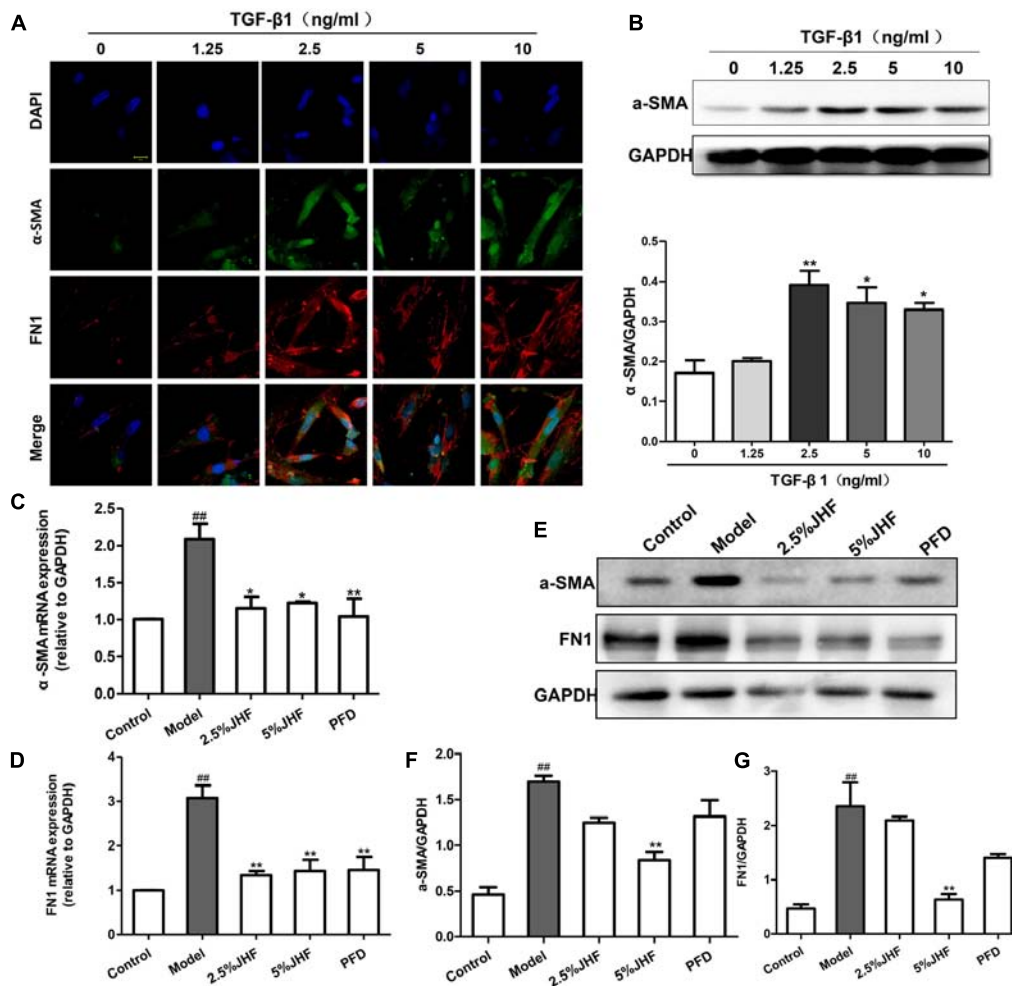 A
TGF-β1（ng/ml）
0 1.25 2.5 5 10
DAPI
α-SMA
FN1
Merge
B
TGF-β1（ng/ml）
0 1.25 2.5 5 10
a-SMA
GAPDH
α-SMA/GAPDH
0.5
0.4
0.3
0.2
0.1
0.0
** * *
0 1.25 2.5 5 10
TGF-β 1（ng/ml）
C
α-SMA mRNA expression
(relative to GAPDH)
2.5
2.0
1.5
1.0
0.5
0.0
## * * **
Control Model 2.5%JHF 5%JHF PFD
D
FN1 mRNA expression
(relative to GAPDH)
4
3
2
1
0
## ** ** **
Control Model 2.5%JHF 5%JHF PFD
E
Control Model 2.5%JHF 5%JHF PFD
a-SMA
FN1
GAPDH
F
a-SMA/GAPDH
2.0
1.5
1.0
0.5
0.0
## **
Control Model 2.5%JHF 5%JHF PFD
G
FN1/GAPDH
3
2
1
0
## **
Control Model 2.5%JHF 5%JHF PFD